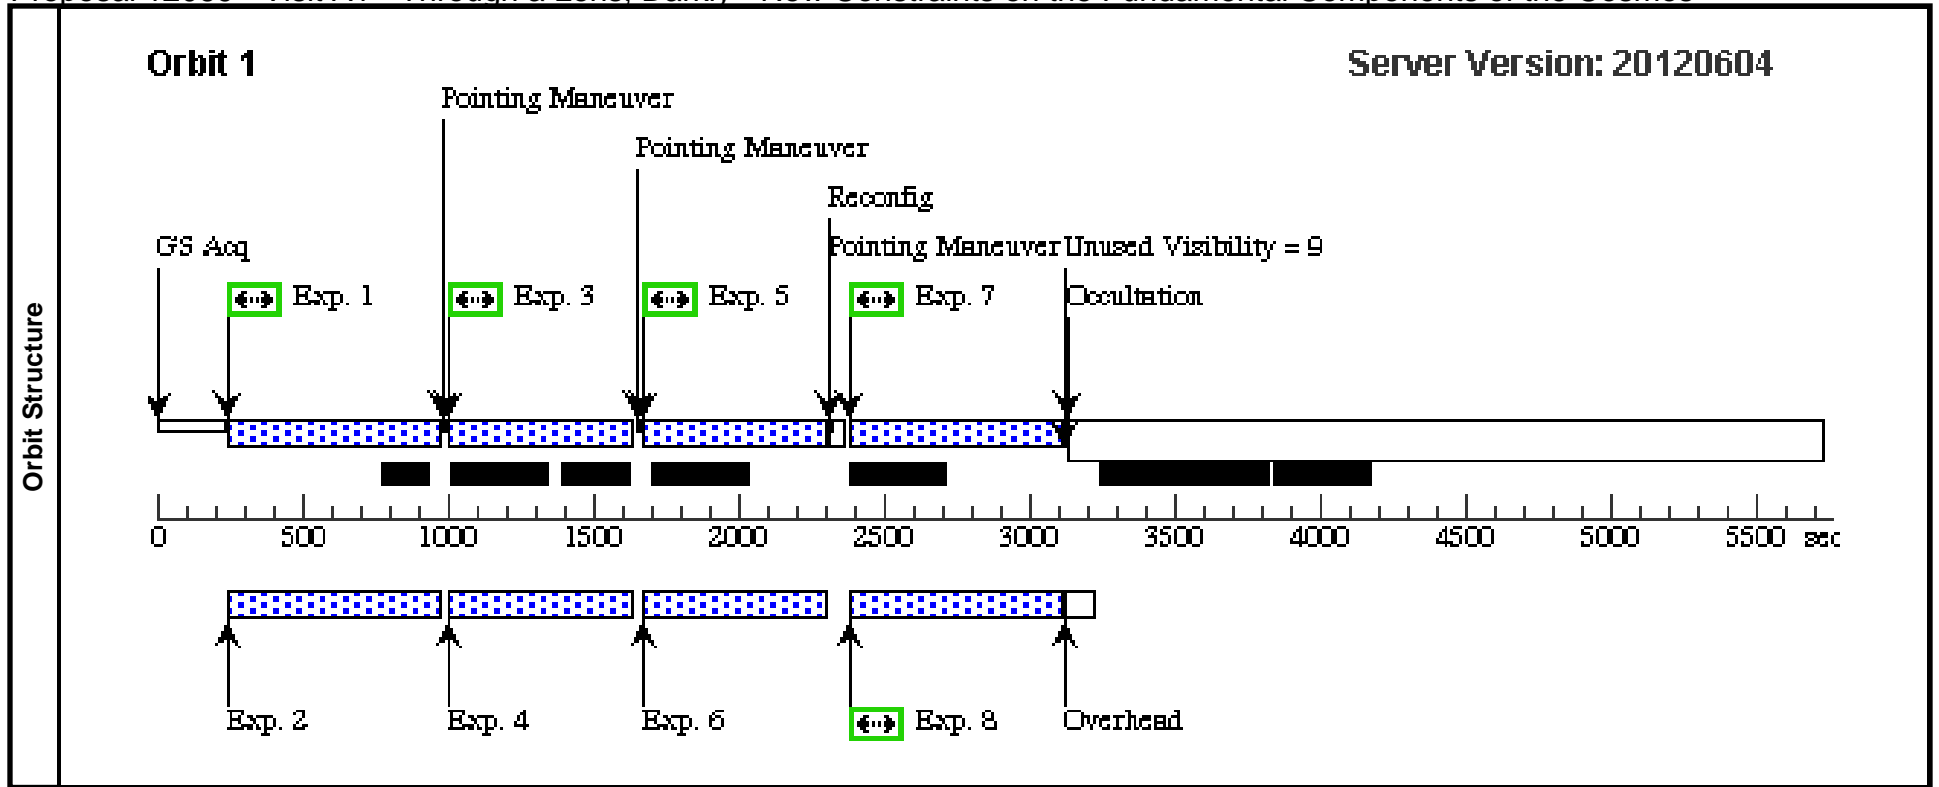 Orbit 1
Server Version: 20120604
Pointing Maneuver
Pointing Maneuver
Reconfig
GS Acq
Pointing Maneuver Unused Visibility = 9
Exp. 1
Exp. 3
Exp. 5
Exp. 7
Occultation
Orbit Structure
0 500 1000 1500 2000 2500 3000 3500 4000 4500 5000 5500 sec
Exp. 2
Exp. 4
Exp. 6
Exp. 8
Overhead